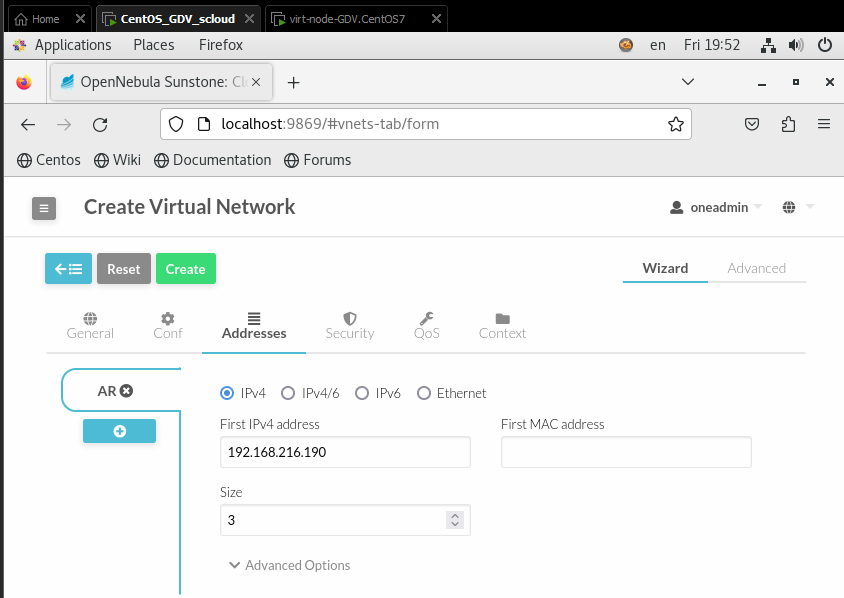 Home CentOS_GDV_scloud virt-node-GDV.CentOS7
Applications Places Firefox en Fri 19:52
OpenNebula Sunstone: Cl
localhost:9869/#vnets-tab/form
Centos Wiki Documentation Forums
Create Virtual Network oneadmin
Reset Create Wizard Advanced
General Conf Addresses Security QoS Context
AR IPv4 IPv4/6 IPv6 Ethernet
First IPv4 address First MAC address
192.168.216.190
Size
3
Advanced Options